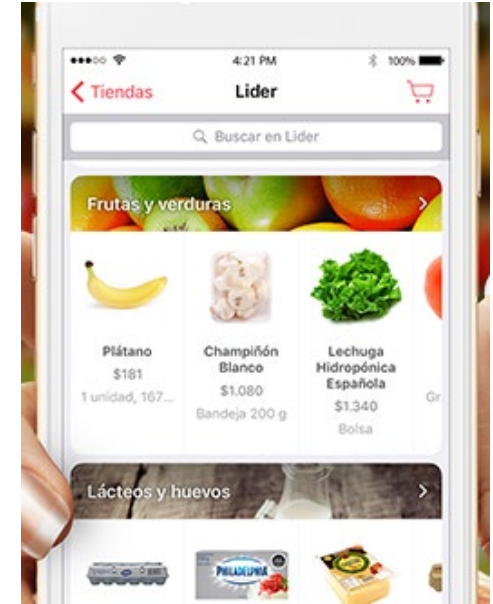 4:21 PM
100%
Tiendas
Lider
Buscar en Lider
Frutas y verduras
Plátano
$181
1 unidad, 167...
Champiñón
Blanco
$1.080
Bandeja 200 g
Lechuga
Hidropónica
Española
$1.340
Bolsa
Gr
Lácteos y huevos
PHILADELPHIA